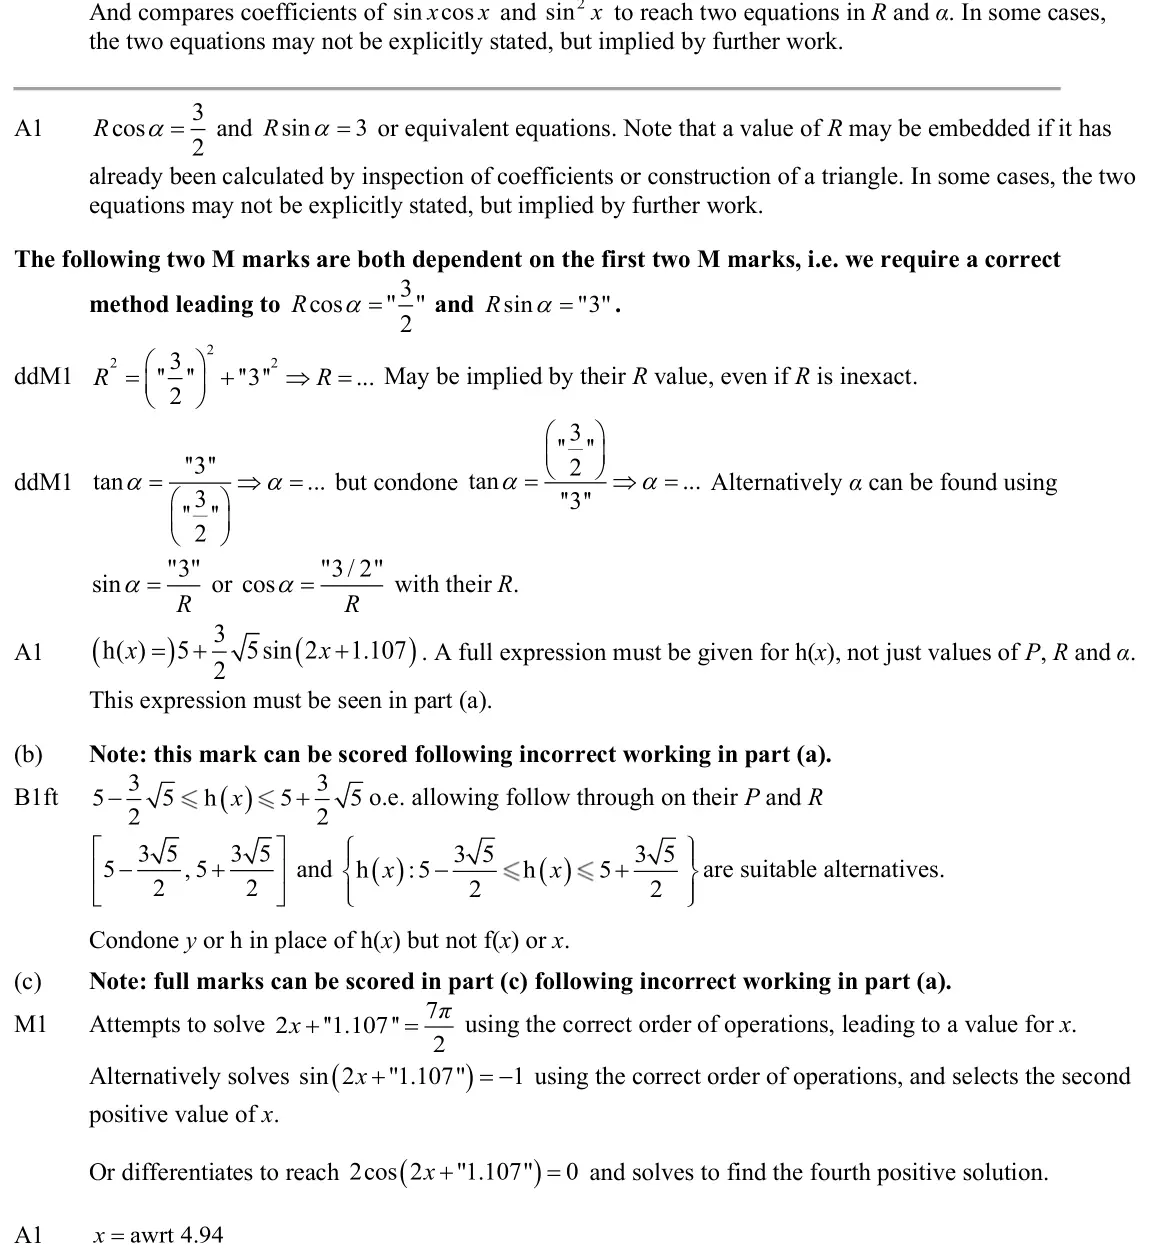 And compares coefficients of sin x cos x and sin² x to reach two equations in R and α. In some cases,
the two equations may not be explicitly stated, but implied by further work.
A1 R cos α = 3/2 and R sin α = 3 or equivalent equations. Note that a value of R may be embedded if it has
already been calculated by inspection of coefficients or construction of a triangle. In some cases, the two
equations may not be explicitly stated, but implied by further work.
The following two M marks are both dependent on the first two M marks, i.e. we require a correct
method leading to R cos α = "3/2" and R sin α = "3".
ddM1 R² = ("3/2")² + "3"² ⇒ R = ... May be implied by their R value, even if R is inexact.
ddM1 tan α = "3"/("3/2") ⇒ α = ... but condone tan α = ("3/2")/"3" ⇒ α = ... Alternatively α can be found using
sin α = "3"/R or cos α = "3/2"/R with their R.
A1 (h(x) =)5 + 3/2 √5 sin(2x + 1.107). A full expression must be given for h(x), not just values of P, R and α.
This expression must be seen in part (a).
(b) Note: this mark can be scored following incorrect working in part (a).
B1ft 5 − 3/2 √5 ⩽ h(x) ⩽ 5 + 3/2 √5 o.e. allowing follow through on their P and R
[5 − 3√5/2, 5 + 3√5/2] and {h(x) : 5 − 3√5/2 ⩽ h(x) ⩽ 5 + 3√5/2} are suitable alternatives.
Condone y or h in place of h(x) but not f(x) or x.
(c) Note: full marks can be scored in part (c) following incorrect working in part (a).
M1 Attempts to solve 2x + "1.107" = 7π/2 using the correct order of operations, leading to a value for x.
Alternatively solves sin(2x + "1.107") = −1 using the correct order of operations, and selects the second
positive value of x.
Or differentiates to reach 2cos(2x + "1.107") = 0 and solves to find the fourth positive solution.
A1 x = awrt 4.94